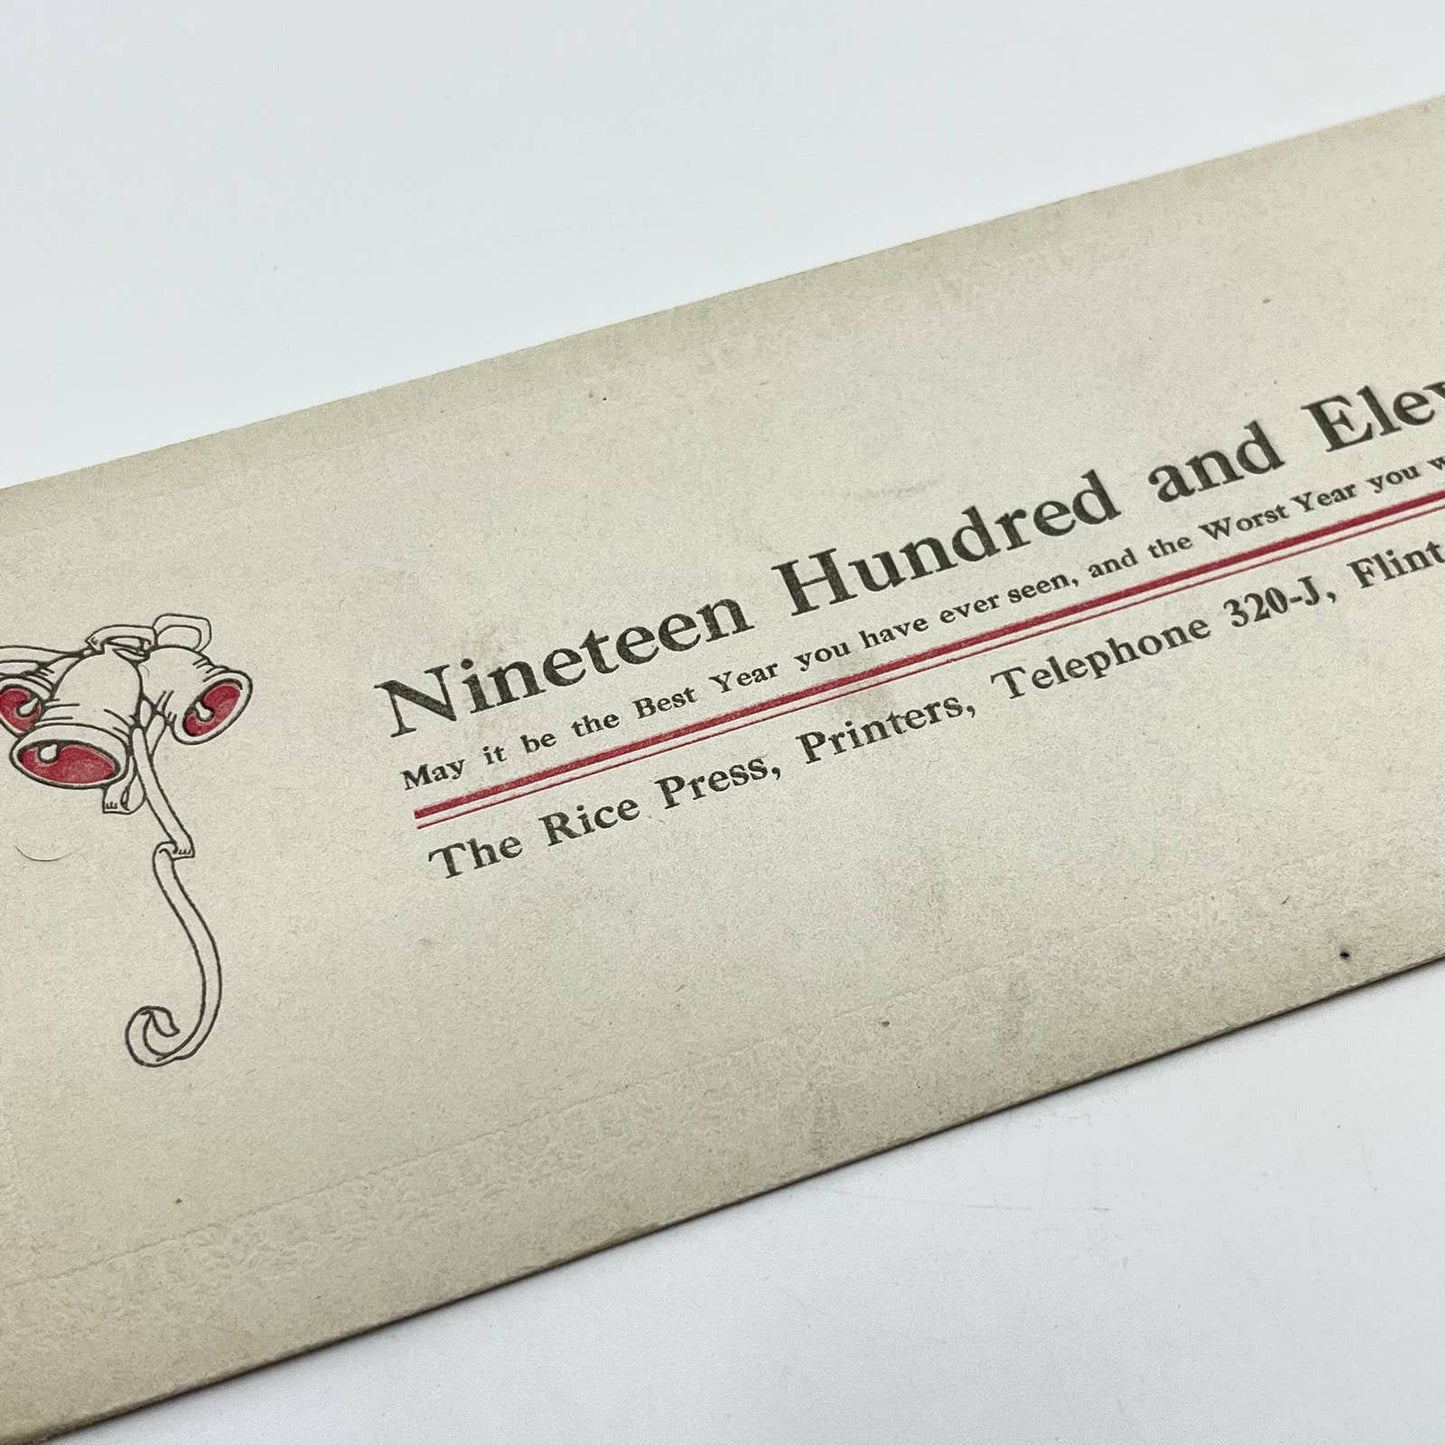 Nineteen Hundred and Elev
May it be the Best Year you have ever seen, and the Worst Year you w
The Rice Press, Printers, Telephone 320-J, Flint